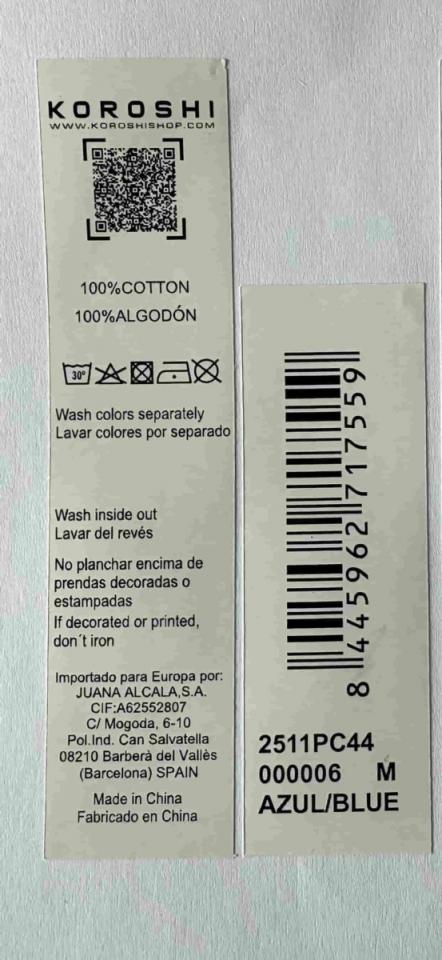 KOROSHI
WWW.KOROSHISHOP.COM
100%COTTON
100%ALGODÓN
30°
Wash colors separately
Lavar colores por separado
Wash inside out
Lavar del revés
No planchar encima de
prendas decoradas o
estampadas
If decorated or printed,
don´t iron
Importado para Europa por:
JUANA ALCALA,S.A.
CIF:A62552807
C/ Mogoda, 6-10
Pol.Ind. Can Salvatella
08210 Barberà del Vallès
(Barcelona) SPAIN
Made in China
Fabricado en China
8445962717559
2511PC44
000006 M
AZUL/BLUE